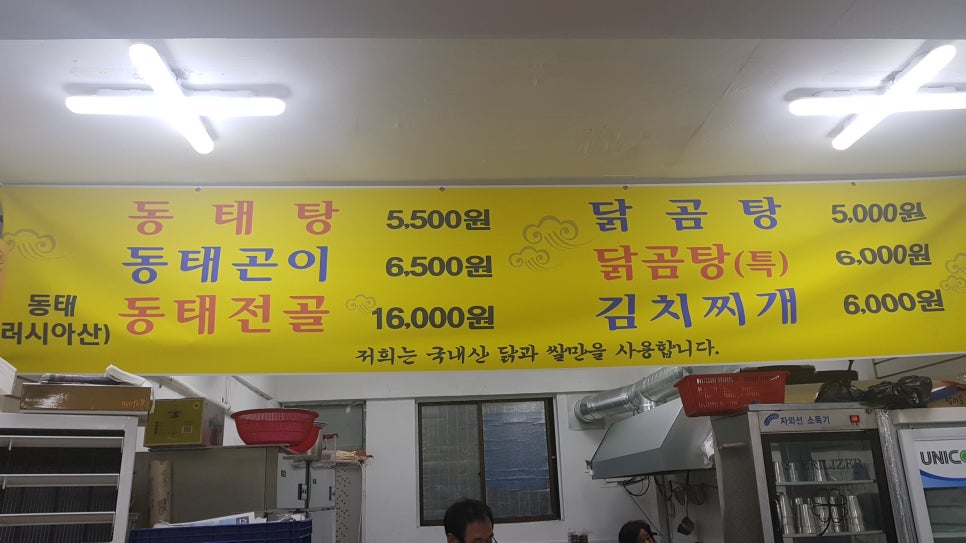 동태탕 5,500원
동태곤이 6,500원
동태전골 16,000원
동태
러시아산)
닭곰탕 5,000원
닭곰탕(특) 6,000원
김치찌개 6,000원
저희는 국내산 닭과 쌀만을 사용합니다.
자외선 소독기
STERILIZER
UNIC